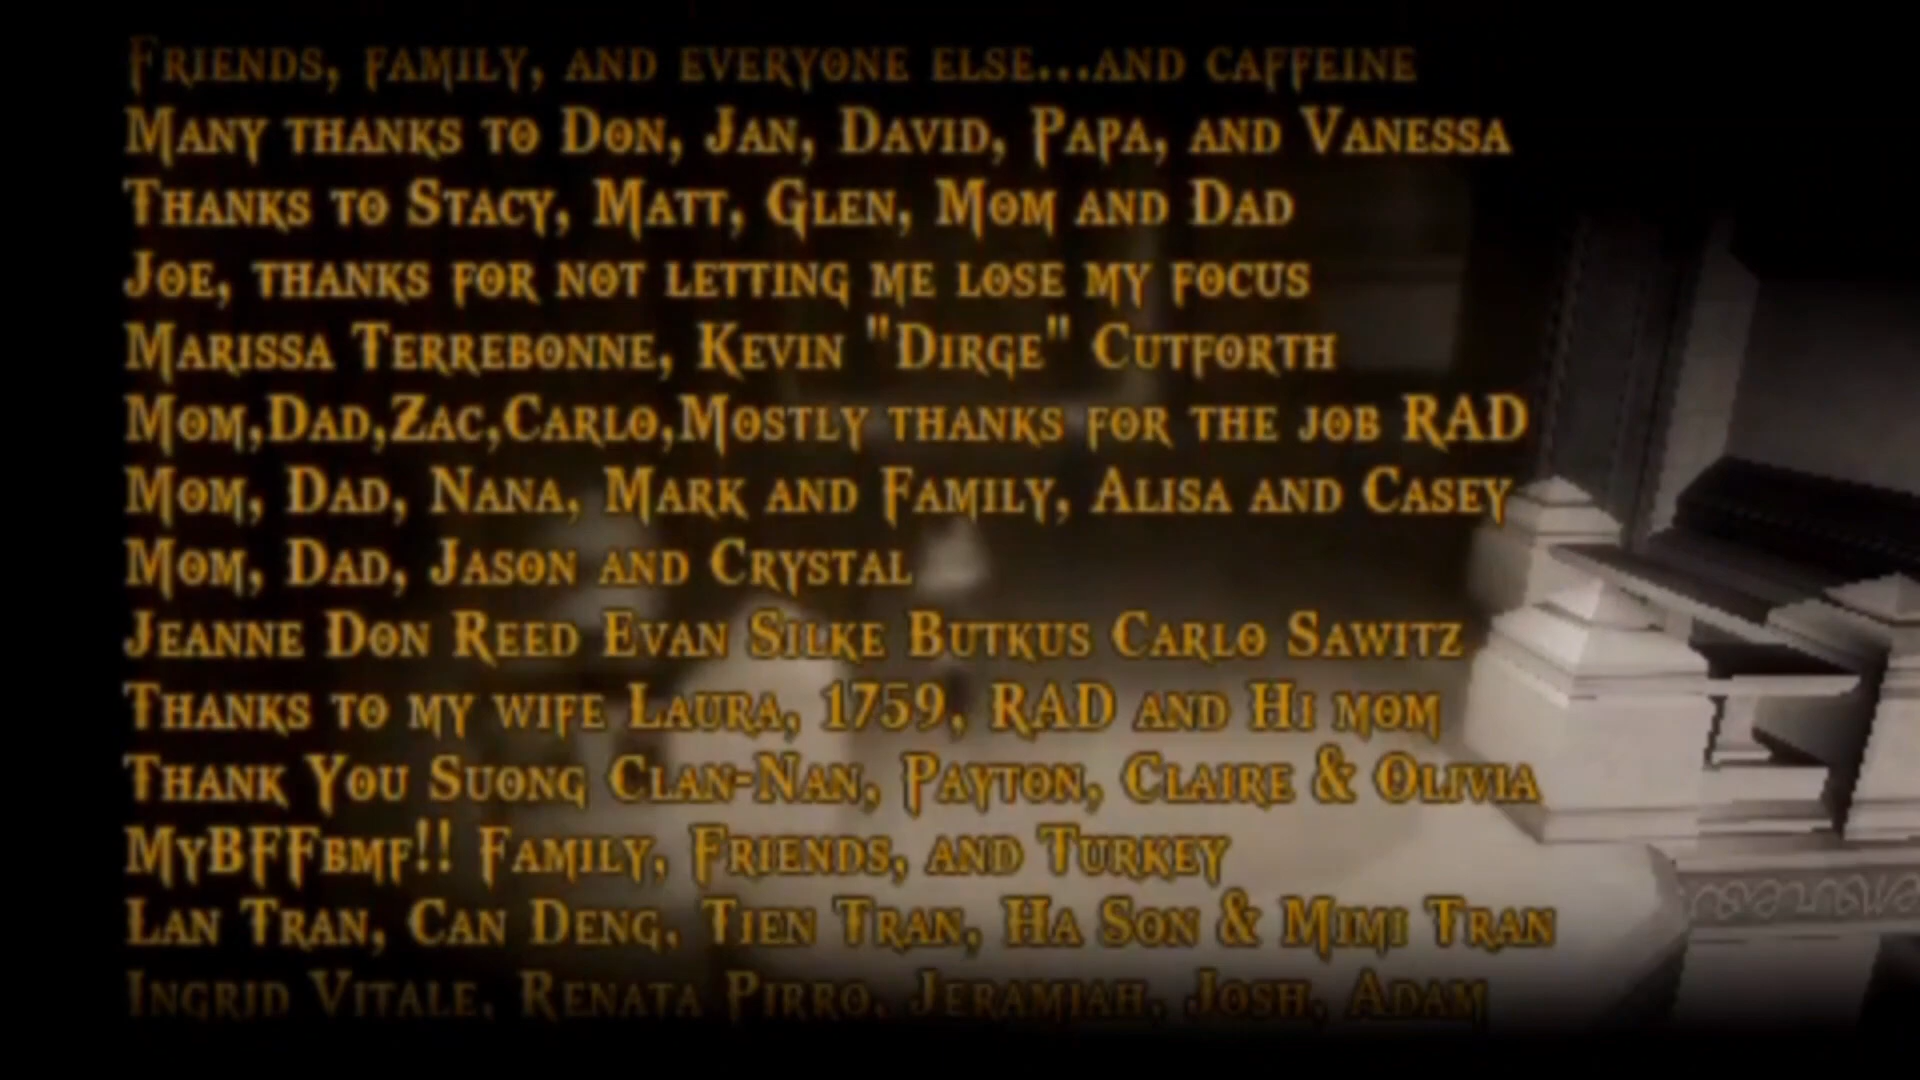 Friends, family, and everyone else...and caffeine
Many thanks to Don, Jan, David, Papa, and Vanessa
Thanks to Stacy, Matt, Glen, Mom and Dad
Joe, thanks for not letting me lose my focus
Marissa Terrebonne, Kevin "Dirge" Cutforth
Mom,Dad,Zac,Carlo,Mostly thanks for the job RAD
Mom, Dad, Nana, Mark and Family, Alisa and Casey
Mom, Dad, Jason and Crystal
Jeanne Don Reed Evan Silke Butkus Carlo Sawitz
Thanks to my wife Laura, 1759, RAD and Hi mom
Thank You Suong Clan-Nan, Payton, Claire & Olivia
MyBFFbmf!! Family, Friends, and Turkey
Lan Tran, Can Deng, Tien Tran, Ha Son & Mimi Tran
Ingrid Vitale, Renata Pirro, Jeramiah, Josh, Adam